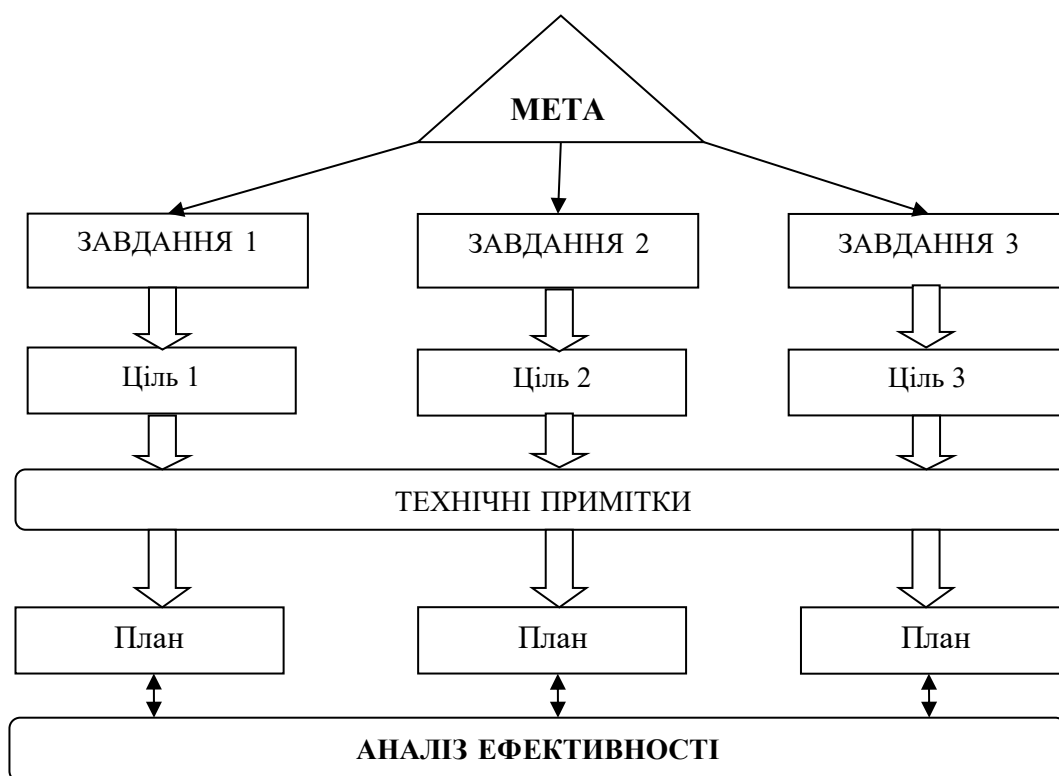 МЕТА
ЗАВДАННЯ 1
ЗАВДАННЯ 2
ЗАВДАННЯ 3
Ціль 1
Ціль 2
Ціль 3
ТЕХНІЧНІ ПРИМІТКИ
План
План
План
АНАЛІЗ ЕФЕКТИВНОСТІ